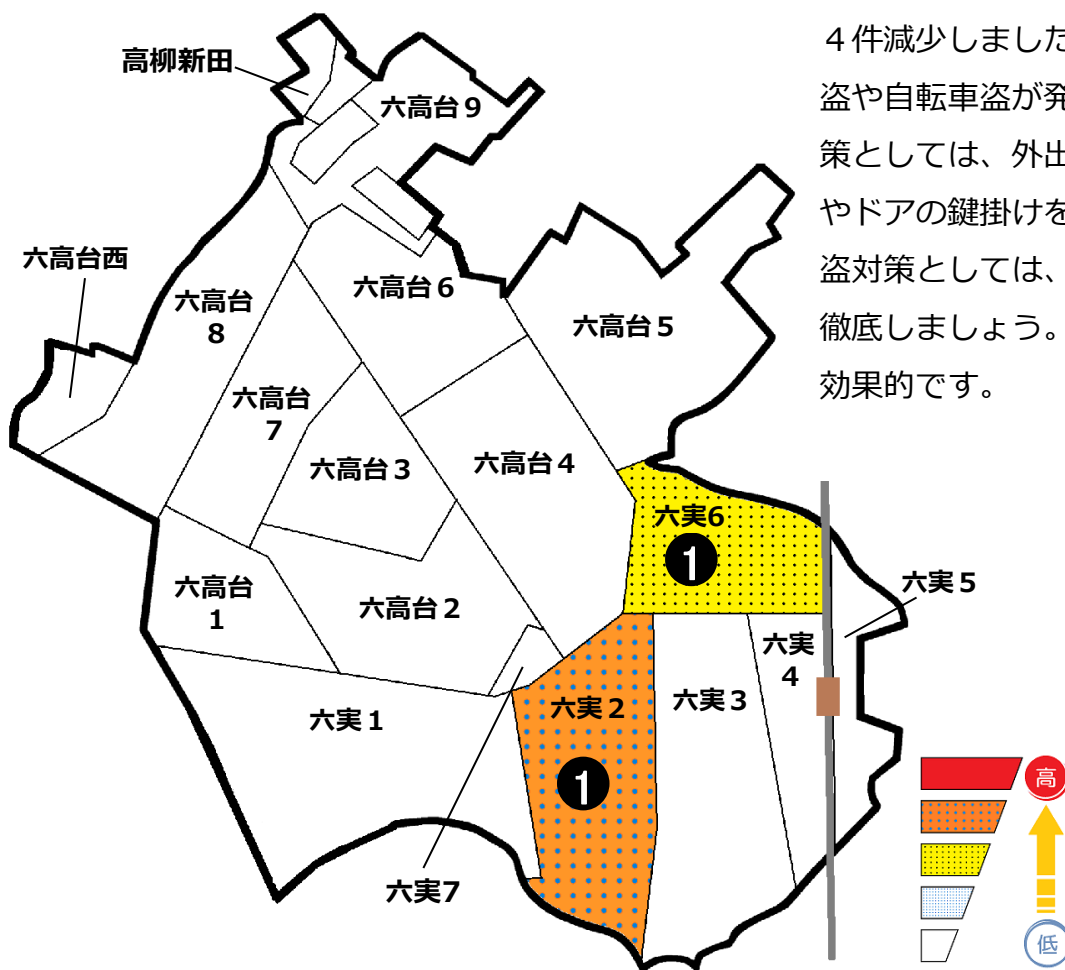 ４件減少しました
盗や自転車盗が発
策としては、外出
やドアの鍵掛けを
盗対策としては、
徹底しましょう。
効果的です。
高柳新田
六高台９
六高台西
六高台
8
六高台６
六高台５
六高台
7
六高台３
六高台４
六実6
❶
六高台
1
六高台２
六実５
六実
4
六実１
六実２
❶
六実３
六実7
高
低